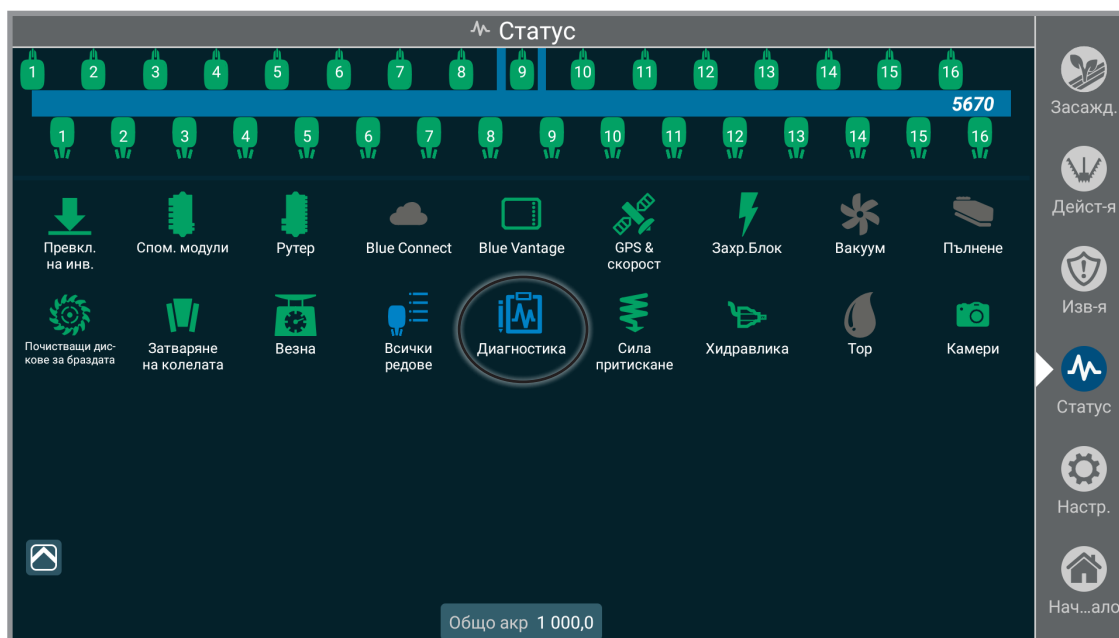 Статус
1 2 3 4 5 6 7 8 9 10 11 12 13 14 15 16
5670
1 2 3 4 5 6 7 8 9 10 11 12 13 14 15 16
Превкл.
на инв.
Спом. модули
Рутер
Blue Connect
Blue Vantage
GPS &
скорост
Захр.Блок
Вакуум
Пълнене
Почистващи дис-
кове за браздата
Затваряне
на колелата
Везна
Всички
редове
Диагностика
Сила
притискане
Хидравлика
Тор
Камери
Общо акр 1 000,0
Засажд.
Дейст-я
Изв-я
Статус
Настр.
Нач...ало